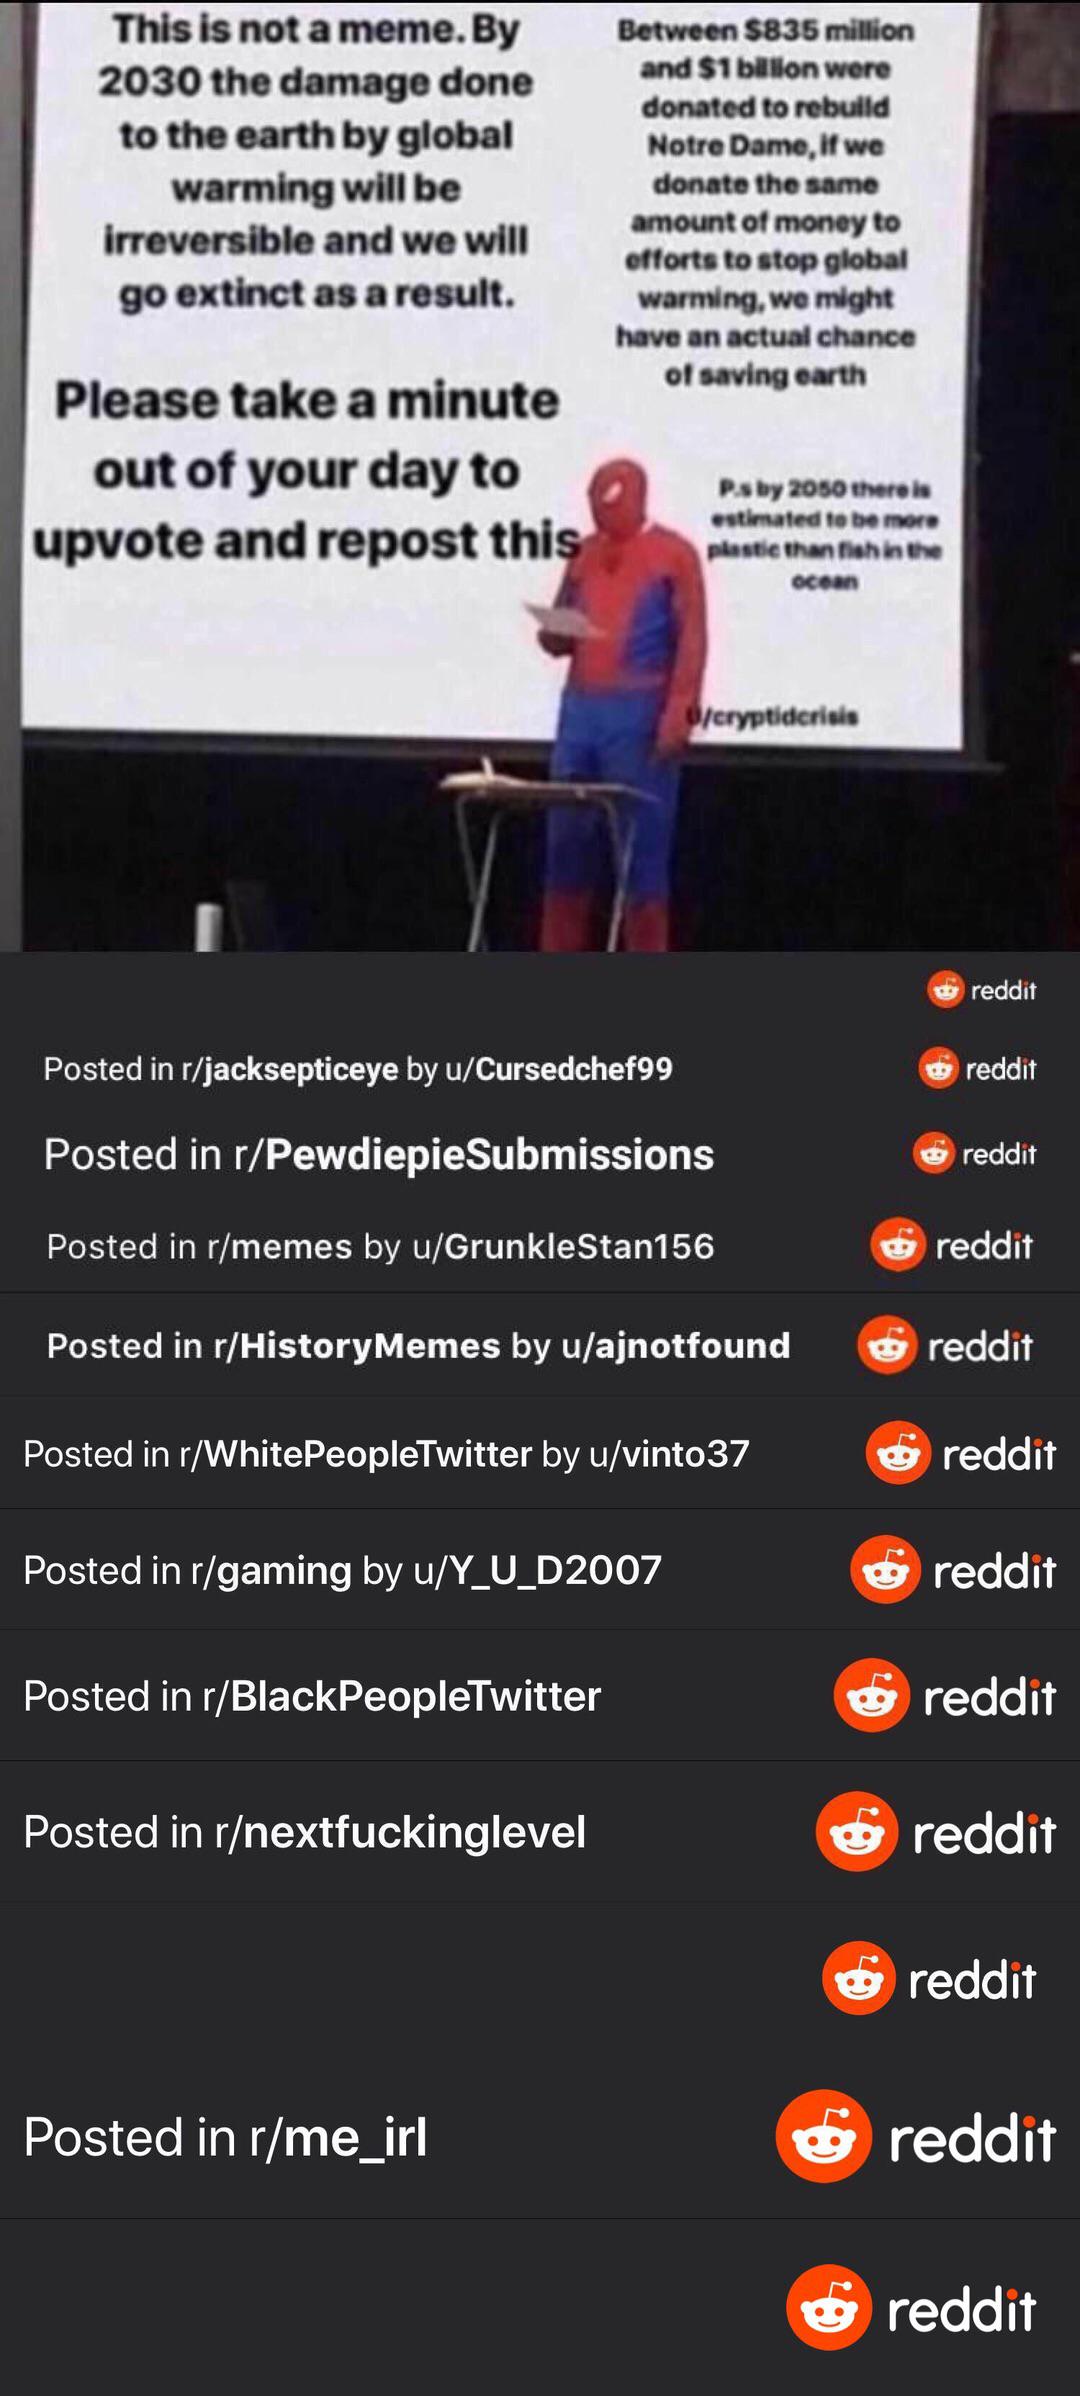 This is not a meme. By
2030 the damage done
to the earth by global
warming will be
irreversible and we will
go extinct as a result.
Please take a minute
out of your day to
upvote and repost this
Between $835 million
and $1 billion were
donated to rebuild
Notre Dame, if we
donate the same
amount of money to
efforts to stop global
warming, we might
have an actual chance
of saving earth
P.s by 2050 there is
estimated to be more
plastic than fish in the
ocean
U/cryptidcrisis
reddit
Posted in r/jacksepticeye by u/Cursedchef99 reddit
Posted in r/PewdiepieSubmissions reddit
Posted in r/memes by u/GrunkleStan156 reddit
Posted in r/HistoryMemes by u/ajnotfound reddit
Posted in r/WhitePeopleTwitter by u/vinto37 reddit
Posted in r/gaming by u/Y_U_D2007 reddit
Posted in r/BlackPeopleTwitter reddit
Posted in r/nextfuckinglevel reddit
reddit
Posted in r/me_irl reddit
reddit